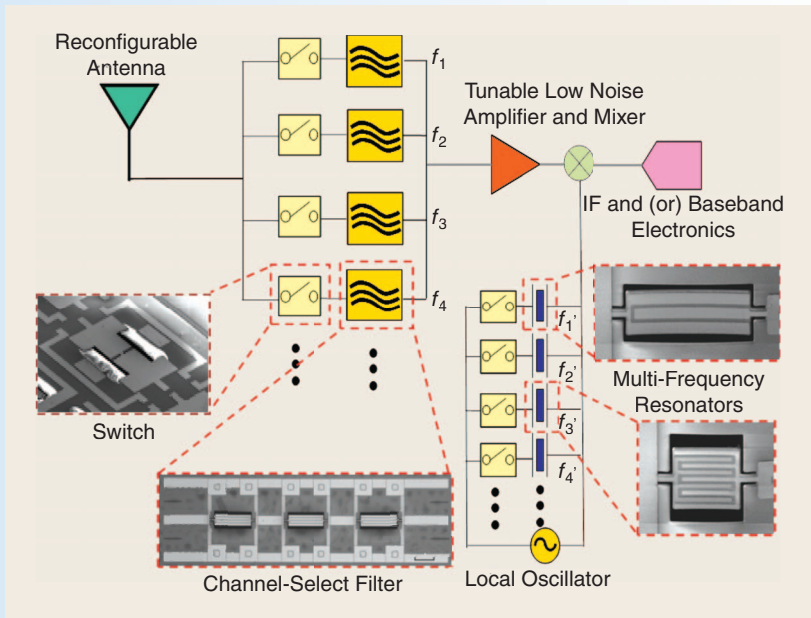 Reconfigurable
Antenna
f1
f2
f3
f4
Tunable Low Noise
Amplifier and Mixer
IF and (or) Baseband
Electronics
Switch
Channel-Select Filter
f1'
f2'
f3'
f4'
Multi-Frequency
Resonators
Local Oscillator